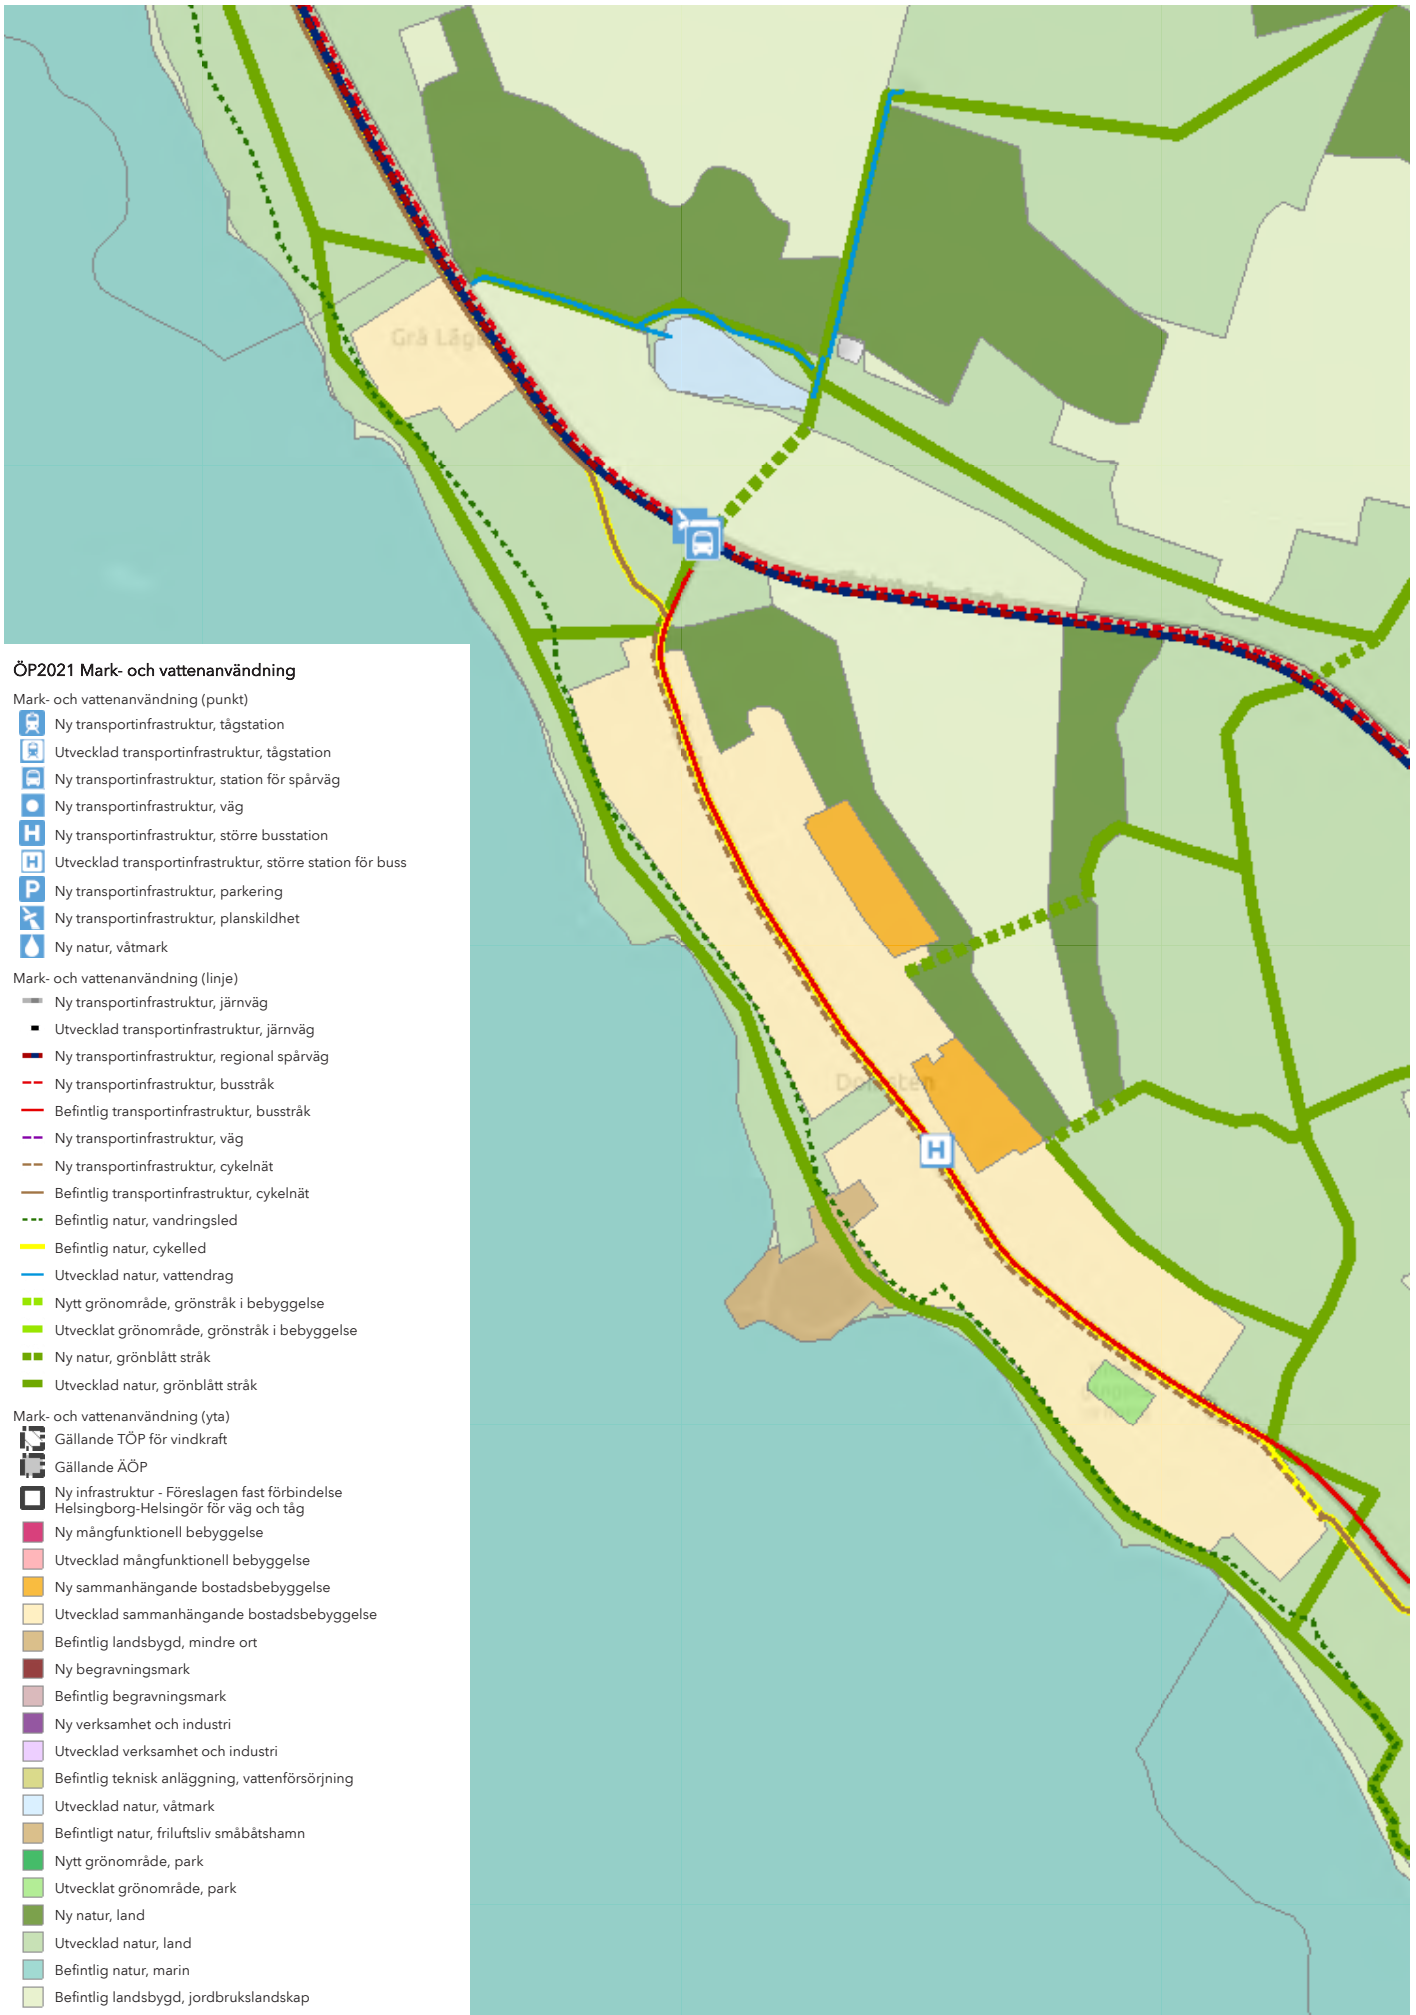 Grå Läge
ÖP2021 Mark- och vattenanvändning
Mark- och vattenanvändning (punkt)
Ny transportinfrastruktur, tågstation
Utvecklad transportinfrastruktur, tågstation
Ny transportinfrastruktur, station för spårväg
Ny transportinfrastruktur, väg
H Ny transportinfrastruktur, större busstation
H Utvecklad transportinfrastruktur, större station för buss
P Ny transportinfrastruktur, parkering
Ny transportinfrastruktur, planskildhet
Ny natur, våtmark
Mark- och vattenanvändning (linje)
Ny transportinfrastruktur, järnväg
Utvecklad transportinfrastruktur, järnväg
Ny transportinfrastruktur, regional spårväg
Ny transportinfrastruktur, busstråk
Befintlig transportinfrastruktur, busstråk
Ny transportinfrastruktur, väg
Ny transportinfrastruktur, cykelnät
Befintlig transportinfrastruktur, cykelnät
Befintlig natur, vandringsled
Befintlig natur, cykelled
Utvecklad natur, vattendrag
Nytt grönområde, grönstråk i bebyggelse
Utvecklat grönområde, grönstråk i bebyggelse
Ny natur, grönblått stråk
Utvecklad natur, grönblått stråk
Mark- och vattenanvändning (yta)
Gällande TÖP för vindkraft
Gällande ÄÖP
Ny infrastruktur - Föreslagen fast förbindelse
Helsingborg-Helsingör för väg och tåg
Ny mångfunktionell bebyggelse
Utvecklad mångfunktionell bebyggelse
Ny sammanhängande bostadsbebyggelse
Utvecklad sammanhängande bostadsbebyggelse
Befintlig landsbygd, mindre ort
Ny begravningsmark
Befintlig begravningsmark
Ny verksamhet och industri
Utvecklad verksamhet och industri
Befintlig teknisk anläggning, vattenförsörjning
Utvecklad natur, våtmark
Befintligt natur, friluftsliv småbåtshamn
Nytt grönområde, park
Utvecklat grönområde, park
Ny natur, land
Utvecklad natur, land
Befintlig natur, marin
Befintlig landsbygd, jordbrukslandskap
H